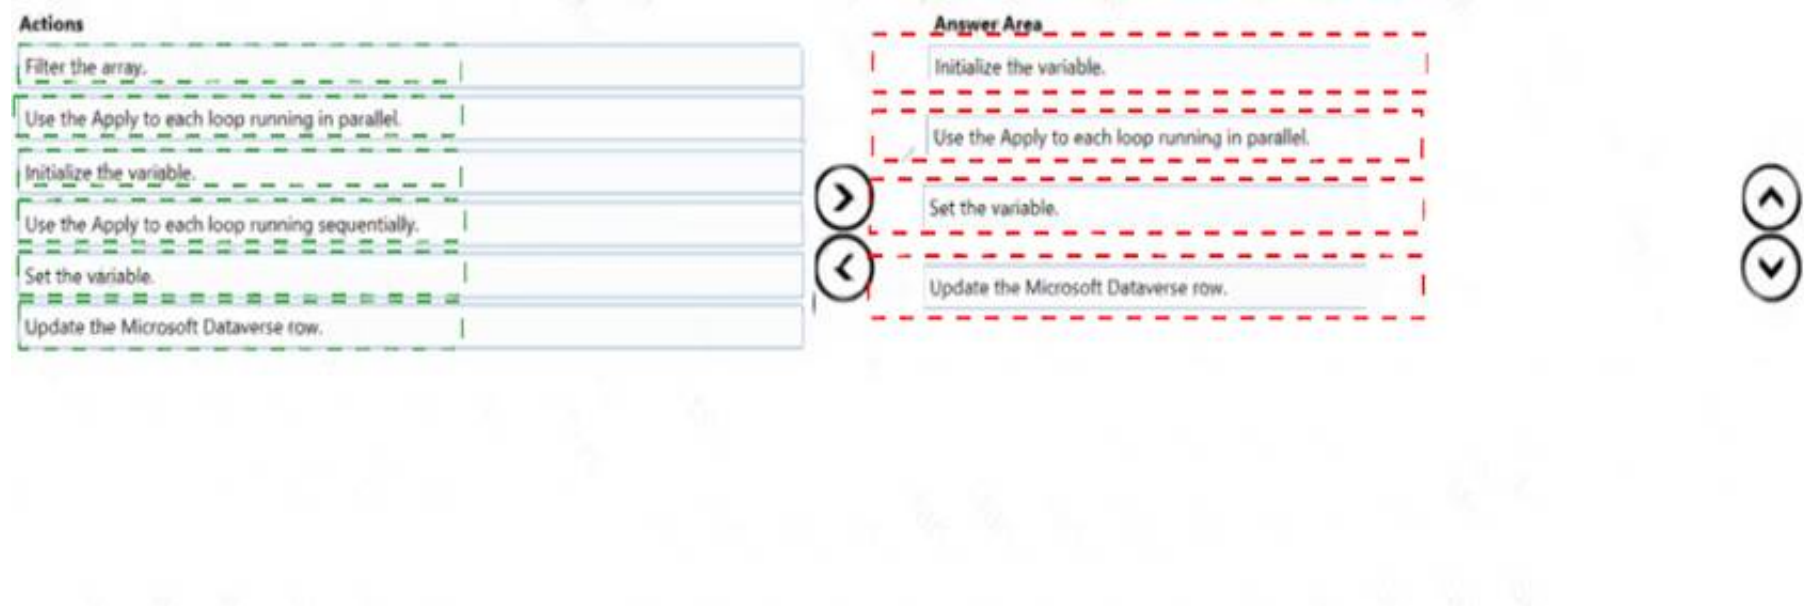 Actions
Filter the array.
Use the Apply to each loop running in parallel.
Initialize the variable.
Use the Apply to each loop running sequentially.
Set the variable.
Update the Microsoft Dataverse row.
Answer Area
Initialize the variable.
Use the Apply to each loop running in parallel.
Set the variable.
Update the Microsoft Dataverse row.